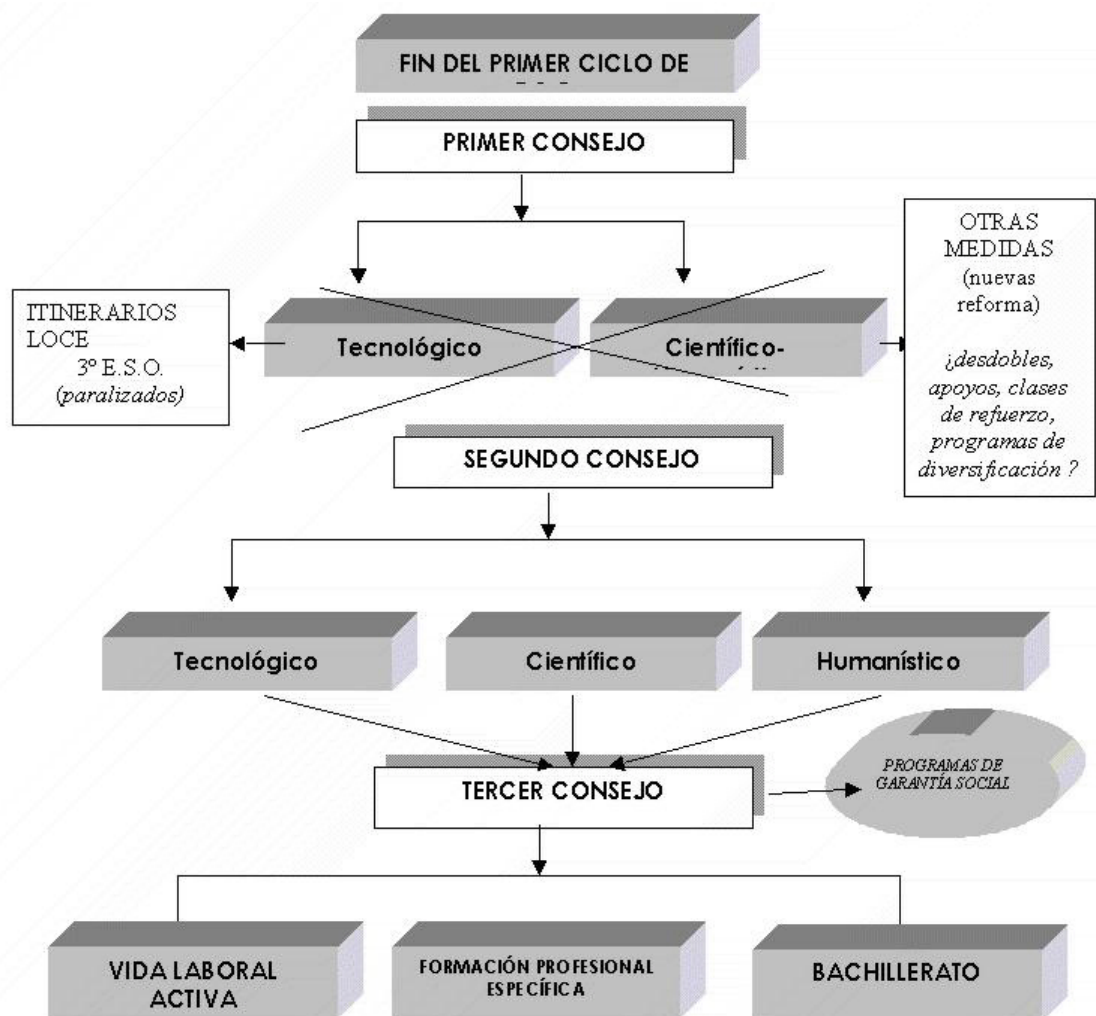 FIN DEL PRIMER CICLO DE
PRIMER CONSEJO
OTRAS
MEDIDAS
(nuevas
reforma)
¿desdobles,
apoyos, clases
de refuerzo,
programas de
diversificación ?
ITINERARIOS
LOCE
3º E.S.O.
(paralizados)
Tecnológico
Científico-
SEGUNDO CONSEJO
Tecnológico
Científico
Humanístico
PROGRAMAS DE
GARANTÍA SOCIAL
TERCER CONSEJO
VIDA LABORAL
ACTIVA
FORMACIÓN PROFESIONAL
ESPECÍFICA
BACHILLERATO